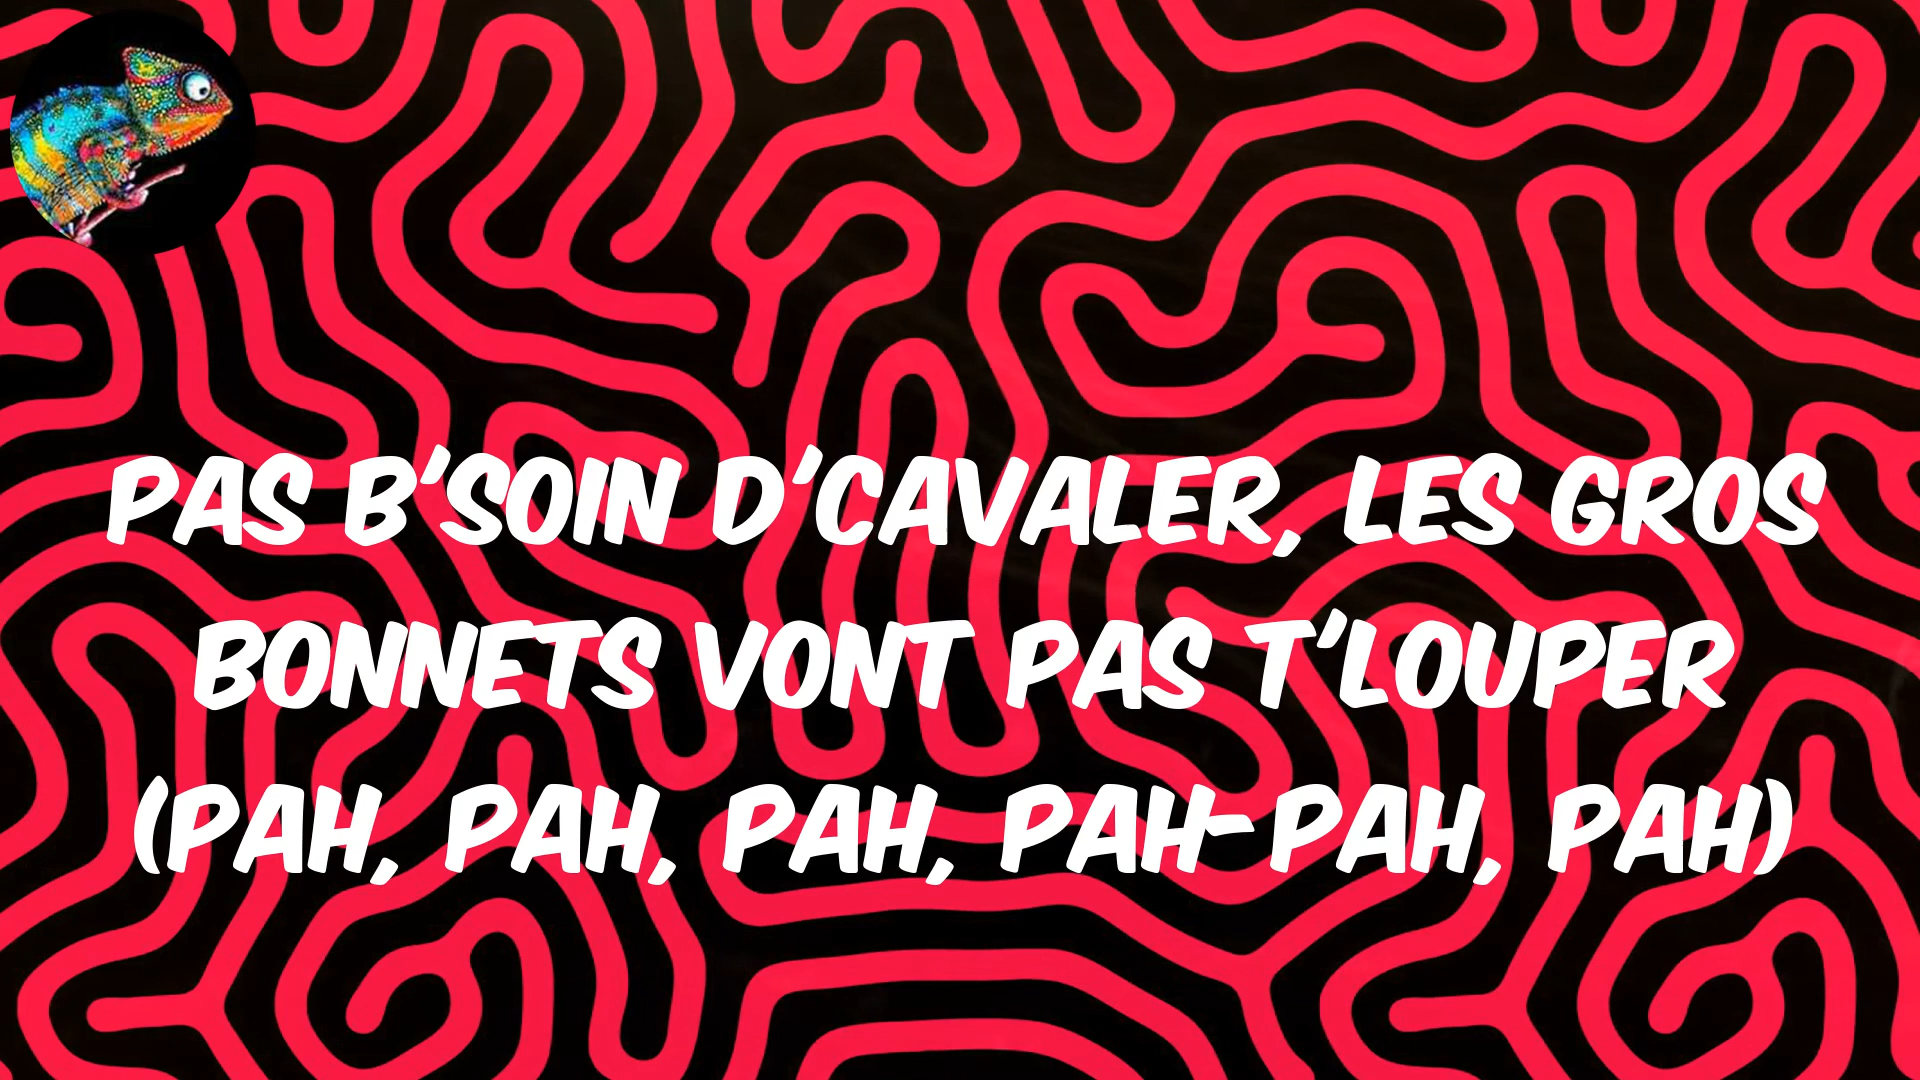 PAS B'SOIN D'CAVALER, LES GROS
BONNETS VONT PAS T'LOUPER
(PAH, PAH, PAH, PAH-PAH, PAH)